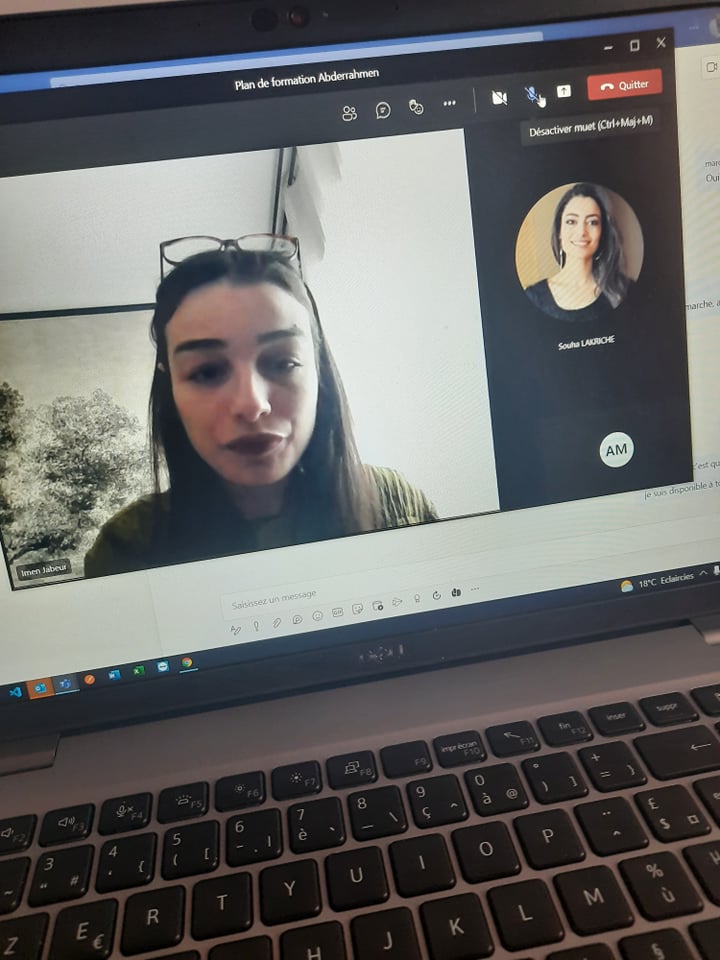 Plan de formation Abderrahmen
Quitter
Désactiver muet (Ctrl+Maj+M)
Oui
Souha LAKRICHE
marche, a
AM
c'est qu
je suis disponible à to
Imen Jabeur
Saisissez un message
GIF
18°C Eclaircies
F2 F3 F4 F5 F6 F7 F8 F9 impr écran F10 F11 fin F12 inser suppr
~ 3 " # 4 ' { 5 ( [ 6 - | 7 è ` 8 _ \ 9 ç ^ 0 à @ ° ) ] + = }
Z E € R T Y U I O P ¨ ^ £ $ ¤
H J K L M % ù
§